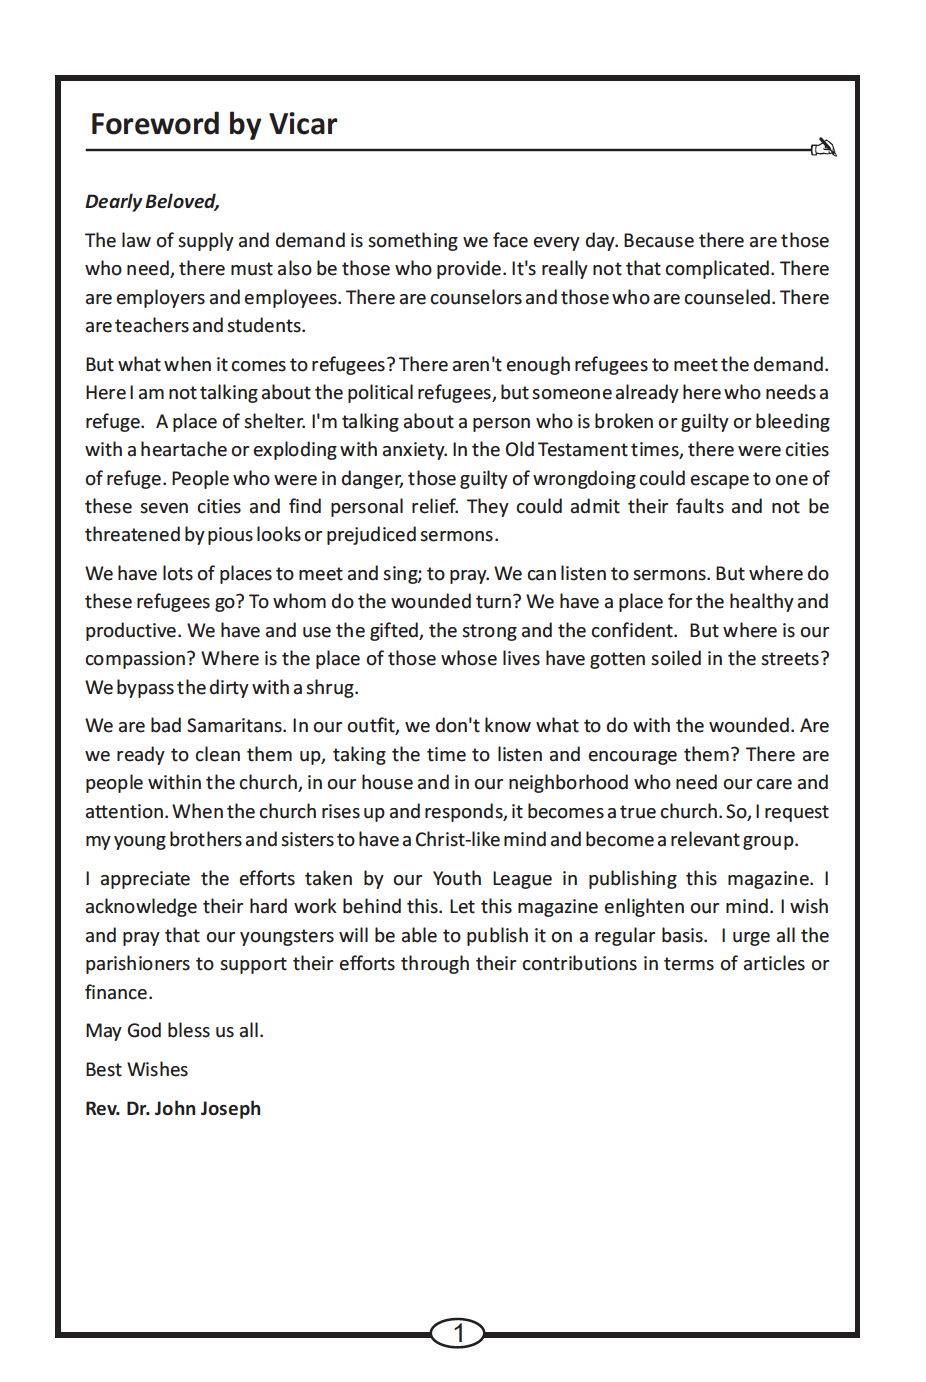 Foreword by Vicar
Dearly Beloved,
The law of supply and demand is something we face every day. Because there are those
who need, there must also be those who provide. It's really not that complicated. There
are employers and employees. There are counselors and those who are counseled. There
are teachers and students.
But what when it comes to refugees? There aren't enough refugees to meet the demand.
Here I am not talking about the political refugees, but someone already here who needs a
refuge.  A place of shelter. I'm talking about a person who is broken or guilty or bleeding
with a heartache or exploding with anxiety. In the Old Testament times, there were cities
of refuge. People who were in danger, those guilty of wrongdoing could escape to one of
these seven cities and find personal relief. They could admit their faults and not be
threatened by pious looks or prejudiced sermons.
We have lots of places to meet and sing; to pray. We can listen to sermons. But where do
these refugees go? To whom do the wounded turn? We have a place for the healthy and
productive. We have and use the gifted, the strong and the confident.  But where is our
compassion? Where is the place of those whose lives have gotten soiled in the streets?
We bypass the dirty with a shrug.
We are bad Samaritans. In our outfit, we don't know what to do with the wounded. Are
we ready to clean them up, taking the time to listen and encourage them? There are
people within the church, in our house and in our neighborhood who need our care and
attention. When the church rises up and responds, it becomes a true church. So, I request
my young brothers and sisters to have a Christ-like mind and become a relevant group.
I appreciate the efforts taken by our Youth League in publishing this magazine. I
acknowledge their hard work behind this. Let this magazine enlighten our mind. I wish
and pray that our youngsters will be able to publish it on a regular basis.  I urge all the
parishioners to support their efforts through their contributions in terms of articles or
finance.
May God bless us all.
Best Wishes
Rev. Dr. John Joseph
1